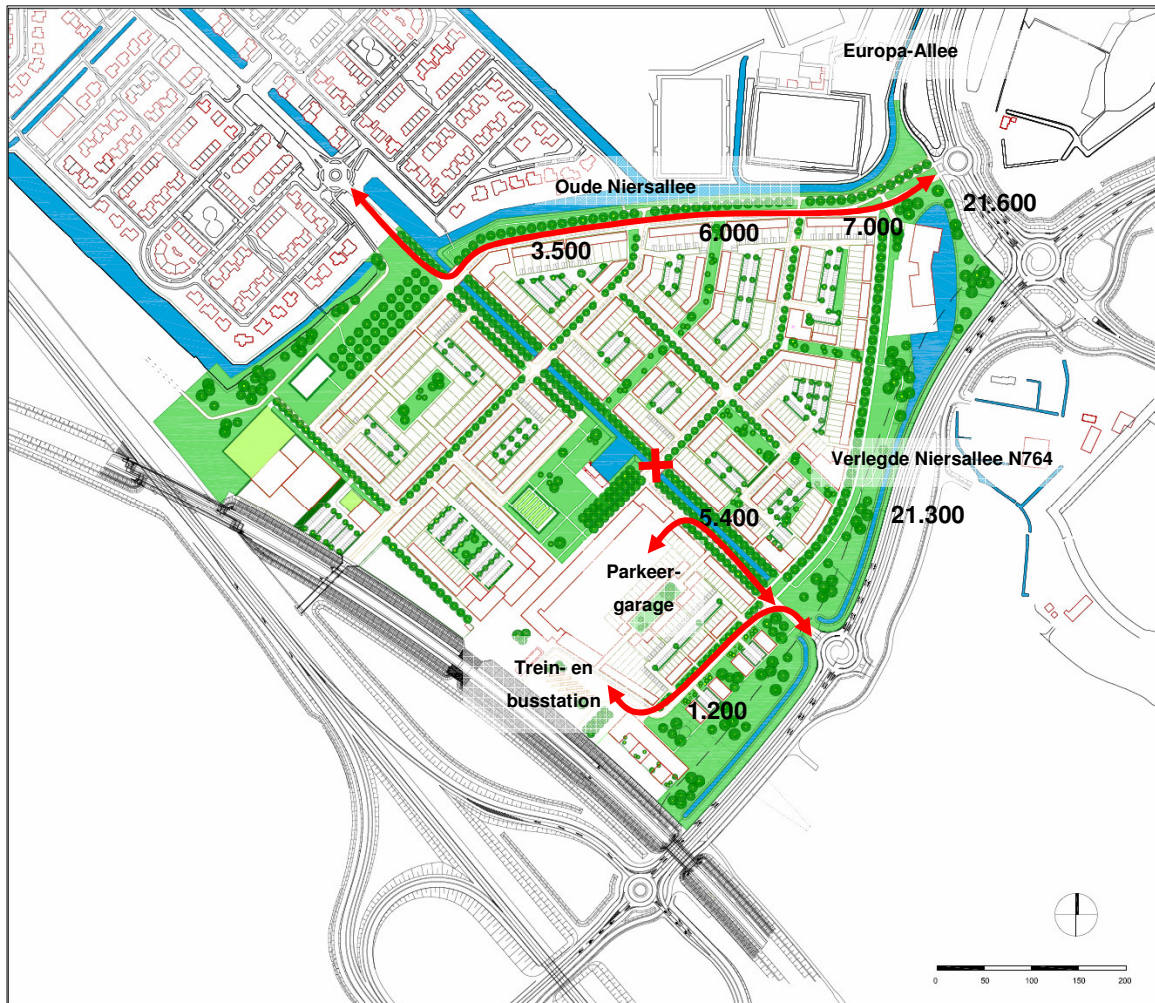 Europa-Allee
Oude Niersallee
21.600
7.000
6.000
3.500
Verlegde Niersallee N764
21.300
5.400
Parkeer-
garage
Trein- en
busstation
1.200
0 50 100 150 200